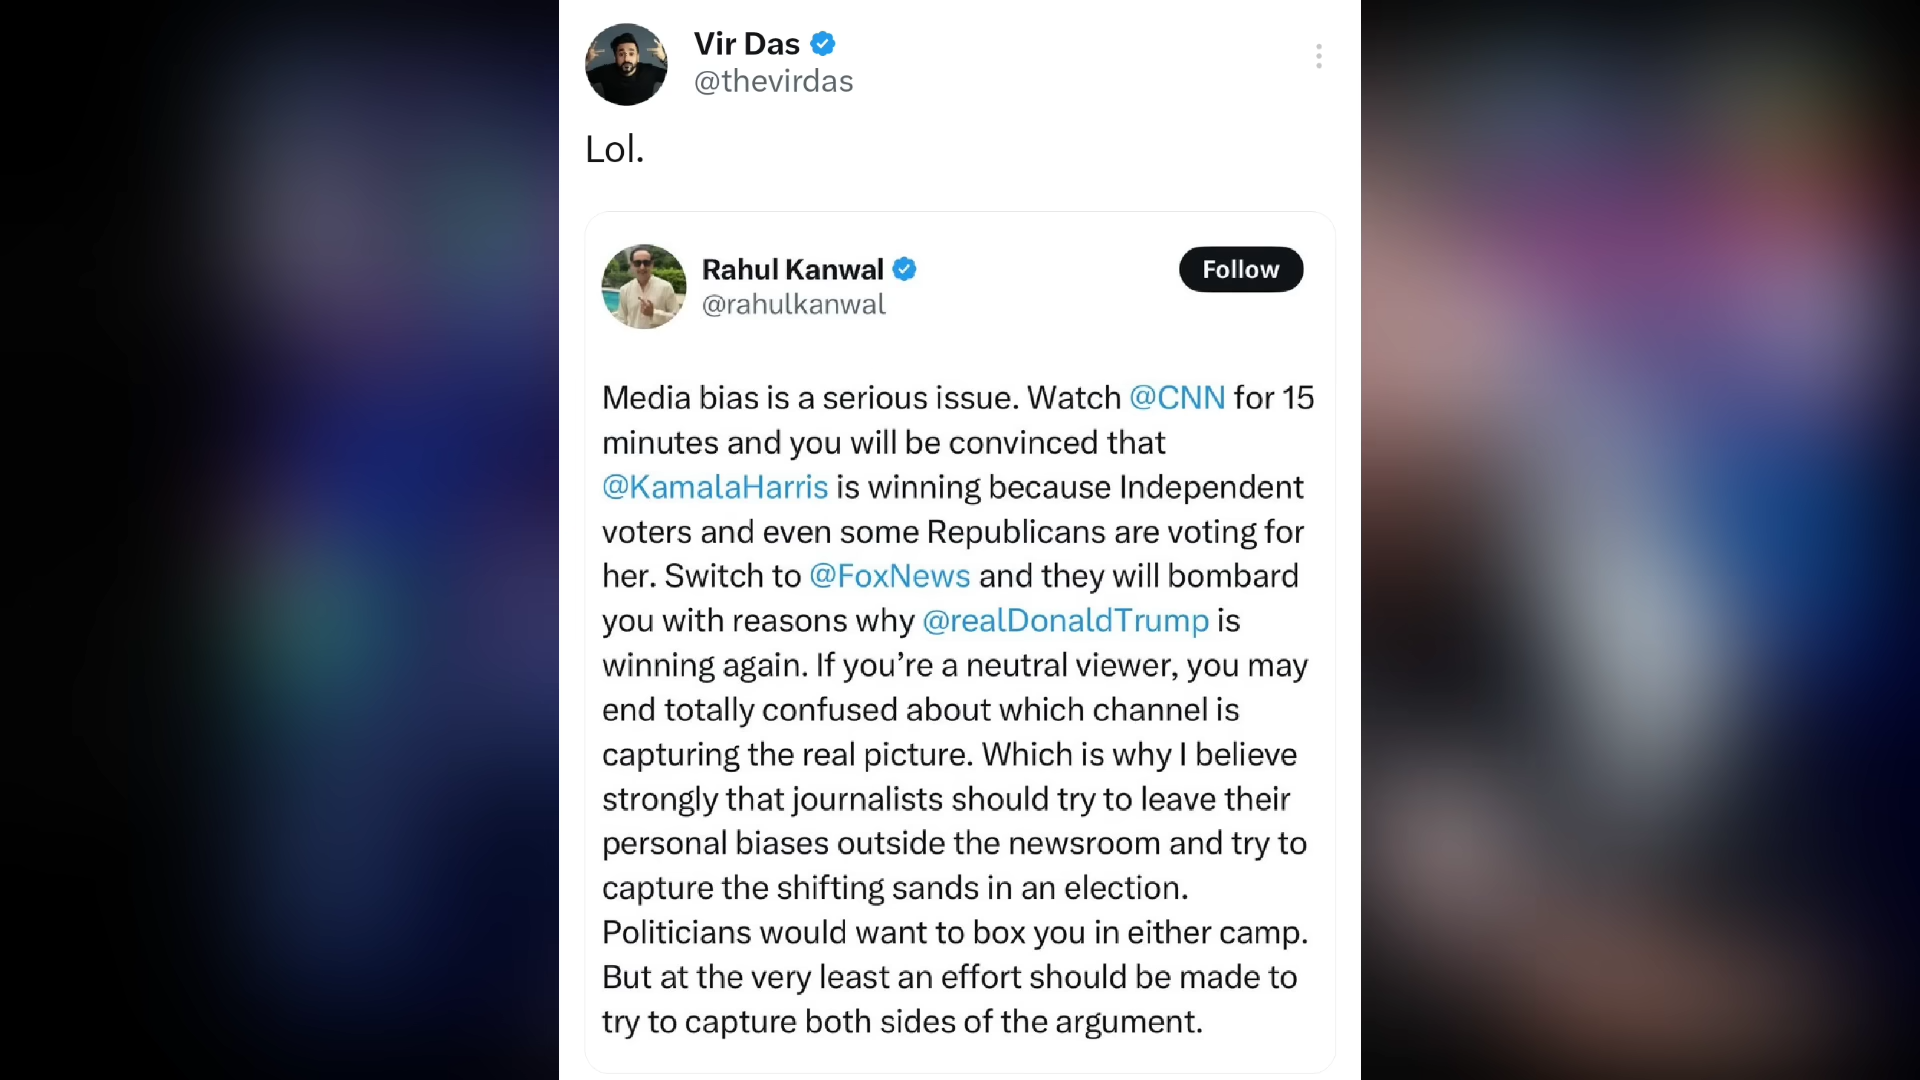 Vir Das
@thevirdas
Lol.
Rahul Kanwal
@rahulkanwal
Follow
Media bias is a serious issue. Watch @CNN for 15
minutes and you will be convinced that
@KamalaHarris is winning because Independent
voters and even some Republicans are voting for
her. Switch to @FoxNews and they will bombard
you with reasons why @realDonaldTrump is
winning again. If you’re a neutral viewer, you may
end totally confused about which channel is
capturing the real picture. Which is why I believe
strongly that journalists should try to leave their
personal biases outside the newsroom and try to
capture the shifting sands in an election.
Politicians would want to box you in either camp.
But at the very least an effort should be made to
try to capture both sides of the argument.